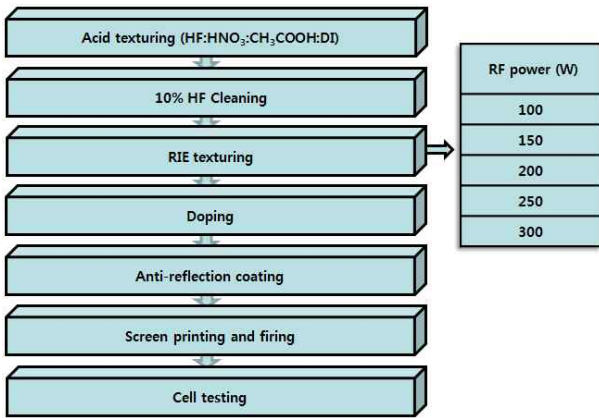 Acid texturing (HF:HNO₃:CH₃COOH:DI)
10% HF Cleaning
RIE texturing
Doping
Anti-reflection coating
Screen printing and firing
Cell testing
RF power (W)
100
150
200
250
300